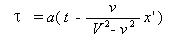 τ = a( t - v / (V² - v²) x' )